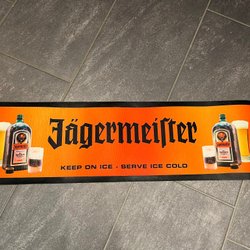 Jägermeiſter
KEEP ON ICE · SERVE ICE COLD